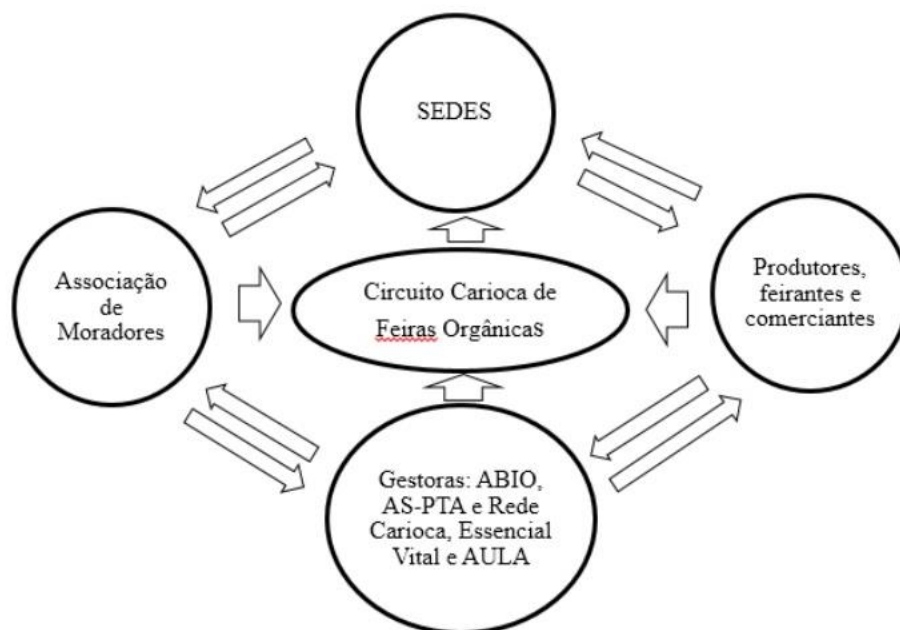 SEDES
Associação
de
Moradores
Circuito Carioca de
Feiras Orgânicas
Produtores,
feirantes e
comerciantes
Gestoras: ABIO,
AS-PTA e Rede
Carioca, Essencial
Vital e AULA